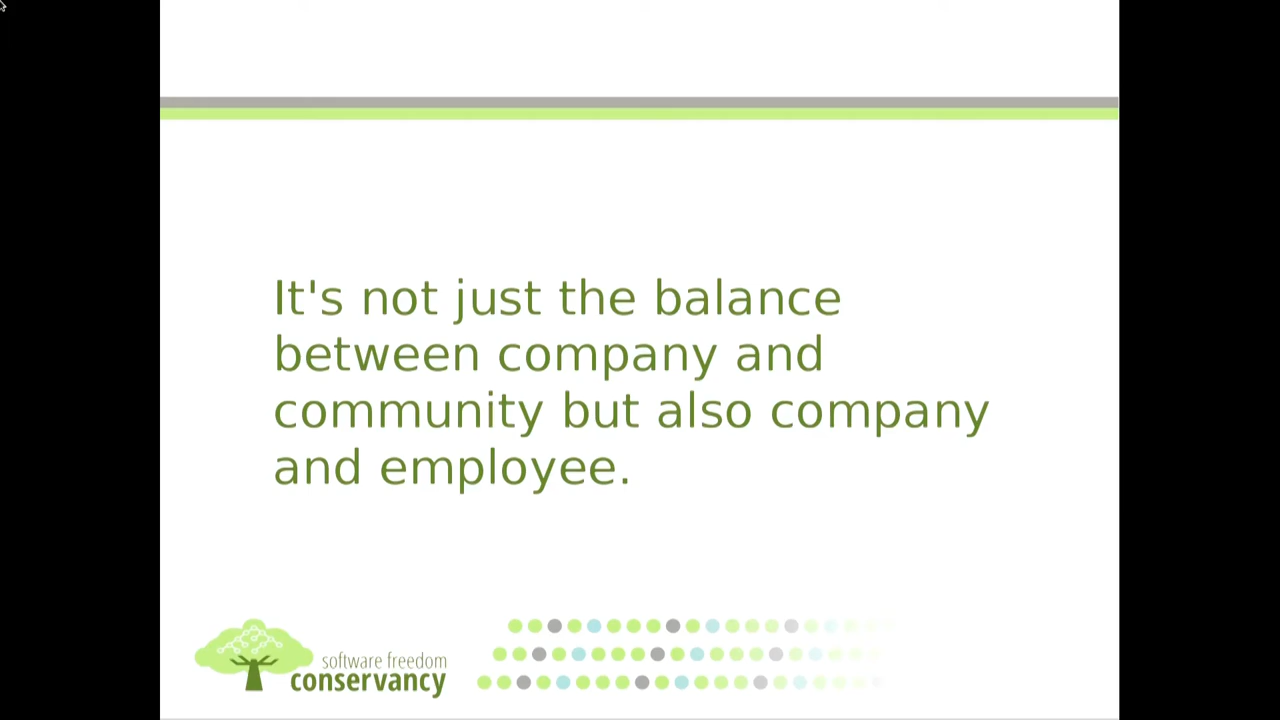 It's not just the balance
between company and
community but also company
and employee.
software freedom
conservancy